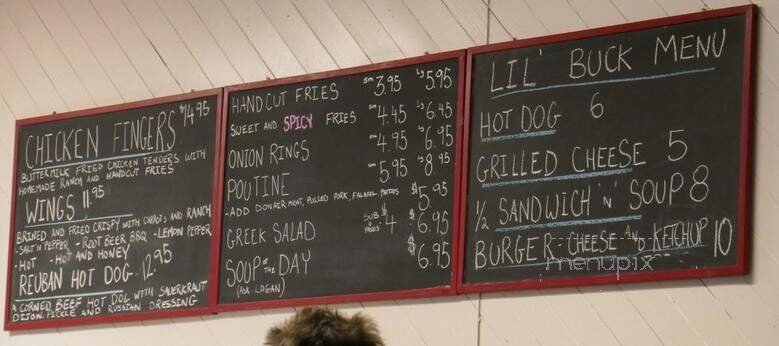 CHICKEN FINGERS $14.95
BUTTERMILK FRIED CHICKEN TENDERS WITH
HOMEMADE RANCH AND HANDCUT FRIES
WINGS 11.95
BRINED AND FRIED CRISPY WITH CARROTS AND RANCH
-SALT'N PEPPER -ROOT BEER BBQ -LEMON PEPPER
-HOT -HOT AND HONEY
REUBAN HOT DOG 12.95
A CORNED BEEF HOT DOG WITH SAUERKRAUT
DIJON, PICKLE AND RUSSIAN DRESSING
HANDCUT FRIES sm 3.95 lg 5.95
SWEET AND SPICY FRIES sm 4.45 lg 6.45
ONION RINGS sm 4.95 lg 6.95
POUTINE sm 5.95 lg 8.95
-ADD DONAIR MEAT, PULLED PORK, FALAFEL PATTIES $5.95
GREEK SALAD SUB 4 $6.95
SOUP OF THE DAY $6.95
(ASK LOGAN)
LIL' BUCK MENU
HOT DOG 6
GRILLED CHEESE 5
½ SANDWICH 'N' SOUP 8
BURGER - CHEESE AND KETCHUP 10
menupix